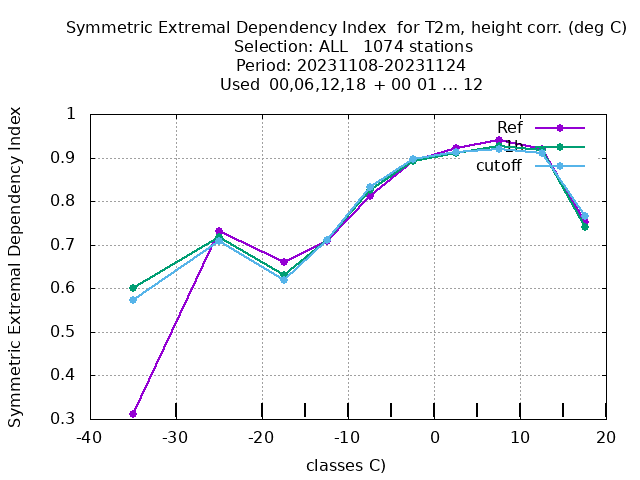 Symmetric Extremal Dependency Index  for T2m, height corr. (deg C)
Selection: ALL   1074 stations
Period: 20231108-20231124
Used  00,06,12,18  + 00 01 ... 12
Symmetric Extremal Dependency Index
1
0.9
0.8
0.7
0.6
0.5
0.4
0.3
Ref
cutoff
-40 -30 -20 -10 0 10 20
classes C)